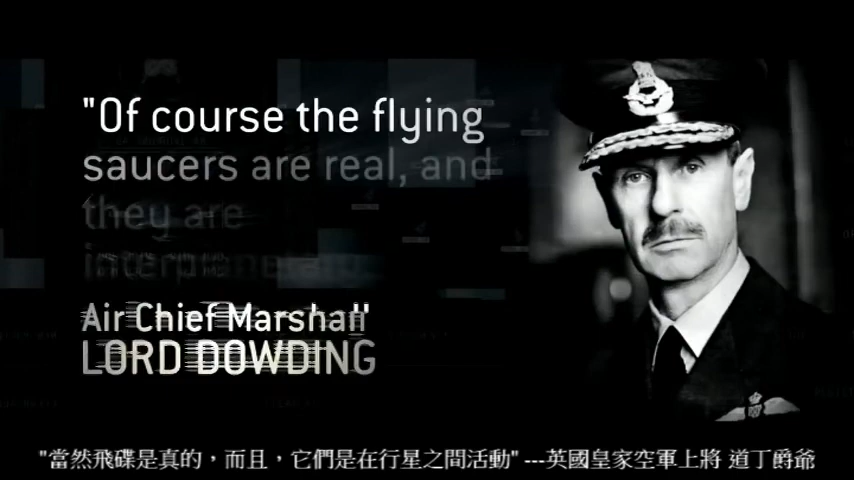 "Of course the flying
saucers are real, and
they are
interplanetary."
Air Chief Marshall
LORD DOWDING
"當然飛碟是真的，而且，它們是在行星之間活動" ---英國皇家空軍上將 道丁爵爺